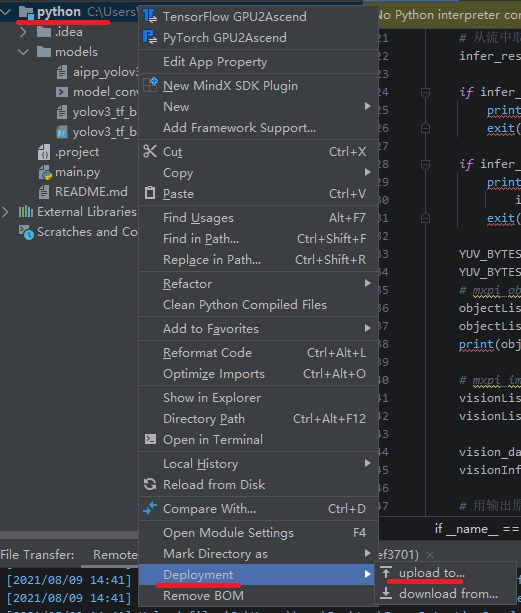 python C:\Users\
.idea
models
aipp_yolov3
model_con
yolov3_tf_b
yolov3_tf_b
.project
main.py
README.md
External Libraries
Scratches and Co
TensorFlow GPU2Ascend
PyTorch GPU2Ascend
Edit App Property
New MindX SDK Plugin
New
Add Framework Support...
Cut Ctrl+X
Copy
Paste Ctrl+V
Find Usages Alt+F7
Find in Path... Ctrl+Shift+F
Replace in Path... Ctrl+Shift+R
Refactor
Clean Python Compiled Files
Add to Favorites
Reformat Code Ctrl+Alt+L
Optimize Imports Ctrl+Alt+O
Show in Explorer
Directory Path Ctrl+Alt+F12
Open in Terminal
Local History
Reload from Disk
Compare With... Ctrl+D
Open Module Settings F4
Mark Directory as
Deployment
Remove BOM
upload to...
download from...
No Python interpreter con
21 # 从流中取
22 infer_res
23
24 if infer_
25 print
26 exit(
27
28 if infer_
29 print
30 i
31 exit(
32
33 YUV_BYTES
34 YUV_BYTES
35 # mxpi_ob
36 objectLis
37 objectLis
38 print(obj
39
40 # mxpi_im
41 visionLis
42 visionLis
43
44 vision_da
45 visionInf
46
47 # 用输出原
if __name__ ==
File Transfer: Remote
ef3701)
[2021/08/09 14:41]
[2021/08/09 14:41]